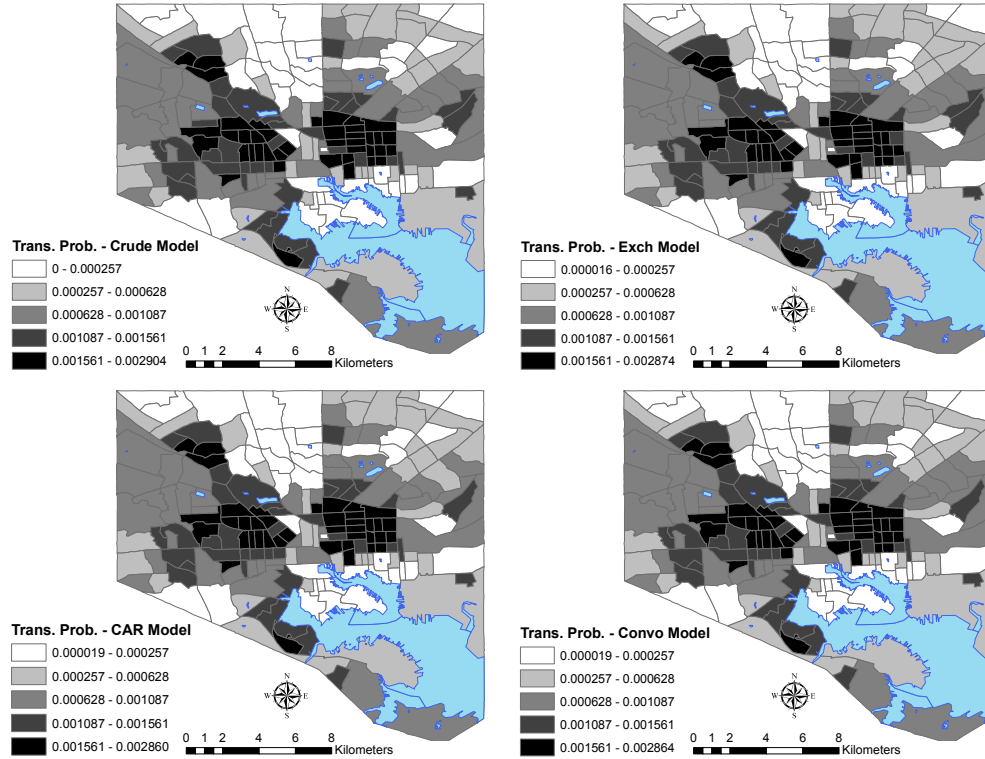 Trans. Prob. - Crude Model
0 - 0.000257
0.000257 - 0.000628
0.000628 - 0.001087
0.001087 - 0.001561
0.001561 - 0.002904
N
W E
S
0 1 2 4 6 8
Kilometers
Trans. Prob. - Exch Model
0.000016 - 0.000257
0.000257 - 0.000628
0.000628 - 0.001087
0.001087 - 0.001561
0.001561 - 0.002874
N
W E
S
0 1 2 4 6 8
Kilometers
Trans. Prob. - CAR Model
0.000019 - 0.000257
0.000257 - 0.000628
0.000628 - 0.001087
0.001087 - 0.001561
0.001561 - 0.002860
N
W E
S
0 1 2 4 6 8
Kilometers
Trans. Prob. - Convo Model
0.000019 - 0.000257
0.000257 - 0.000628
0.000628 - 0.001087
0.001087 - 0.001561
0.001561 - 0.002864
N
W E
S
0 1 2 4 6 8
Kilometers